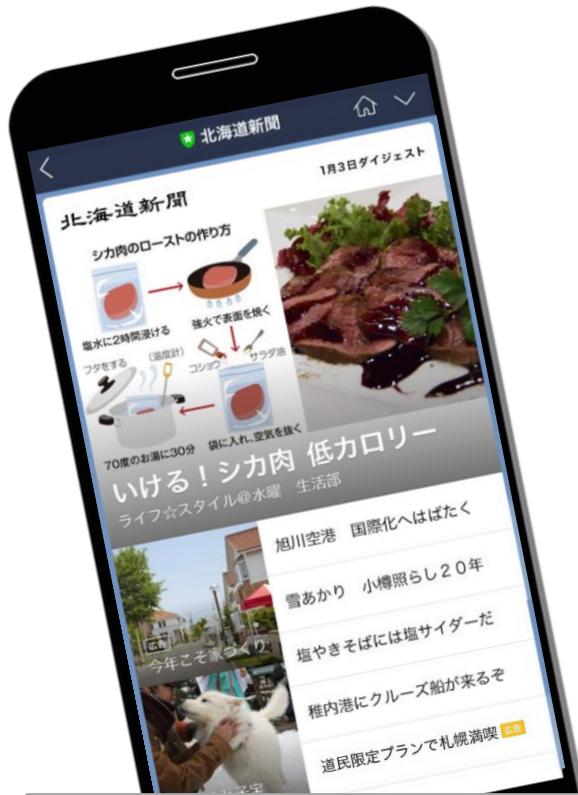 北海道新聞
北海道新聞
1月3日ダイジェスト
シカ肉のローストの作り方
塩水に2時間浸ける
強火で表面を焼く
フタをする
(温度計)
コショウ
サラダ油
70度のお湯に30分
袋に入れ、空気を抜く
いける！シカ肉 低カロリー
ライフ☆スタイル@水曜 生活部
旭川空港 国際化へはばたく
雪あかり 小樽照らし２０年
塩やきそばには塩サイダーだ
稚内港にクルーズ船が来るぞ
道民限定プランで札幌満喫 広告
広告
今年こそ家づくり